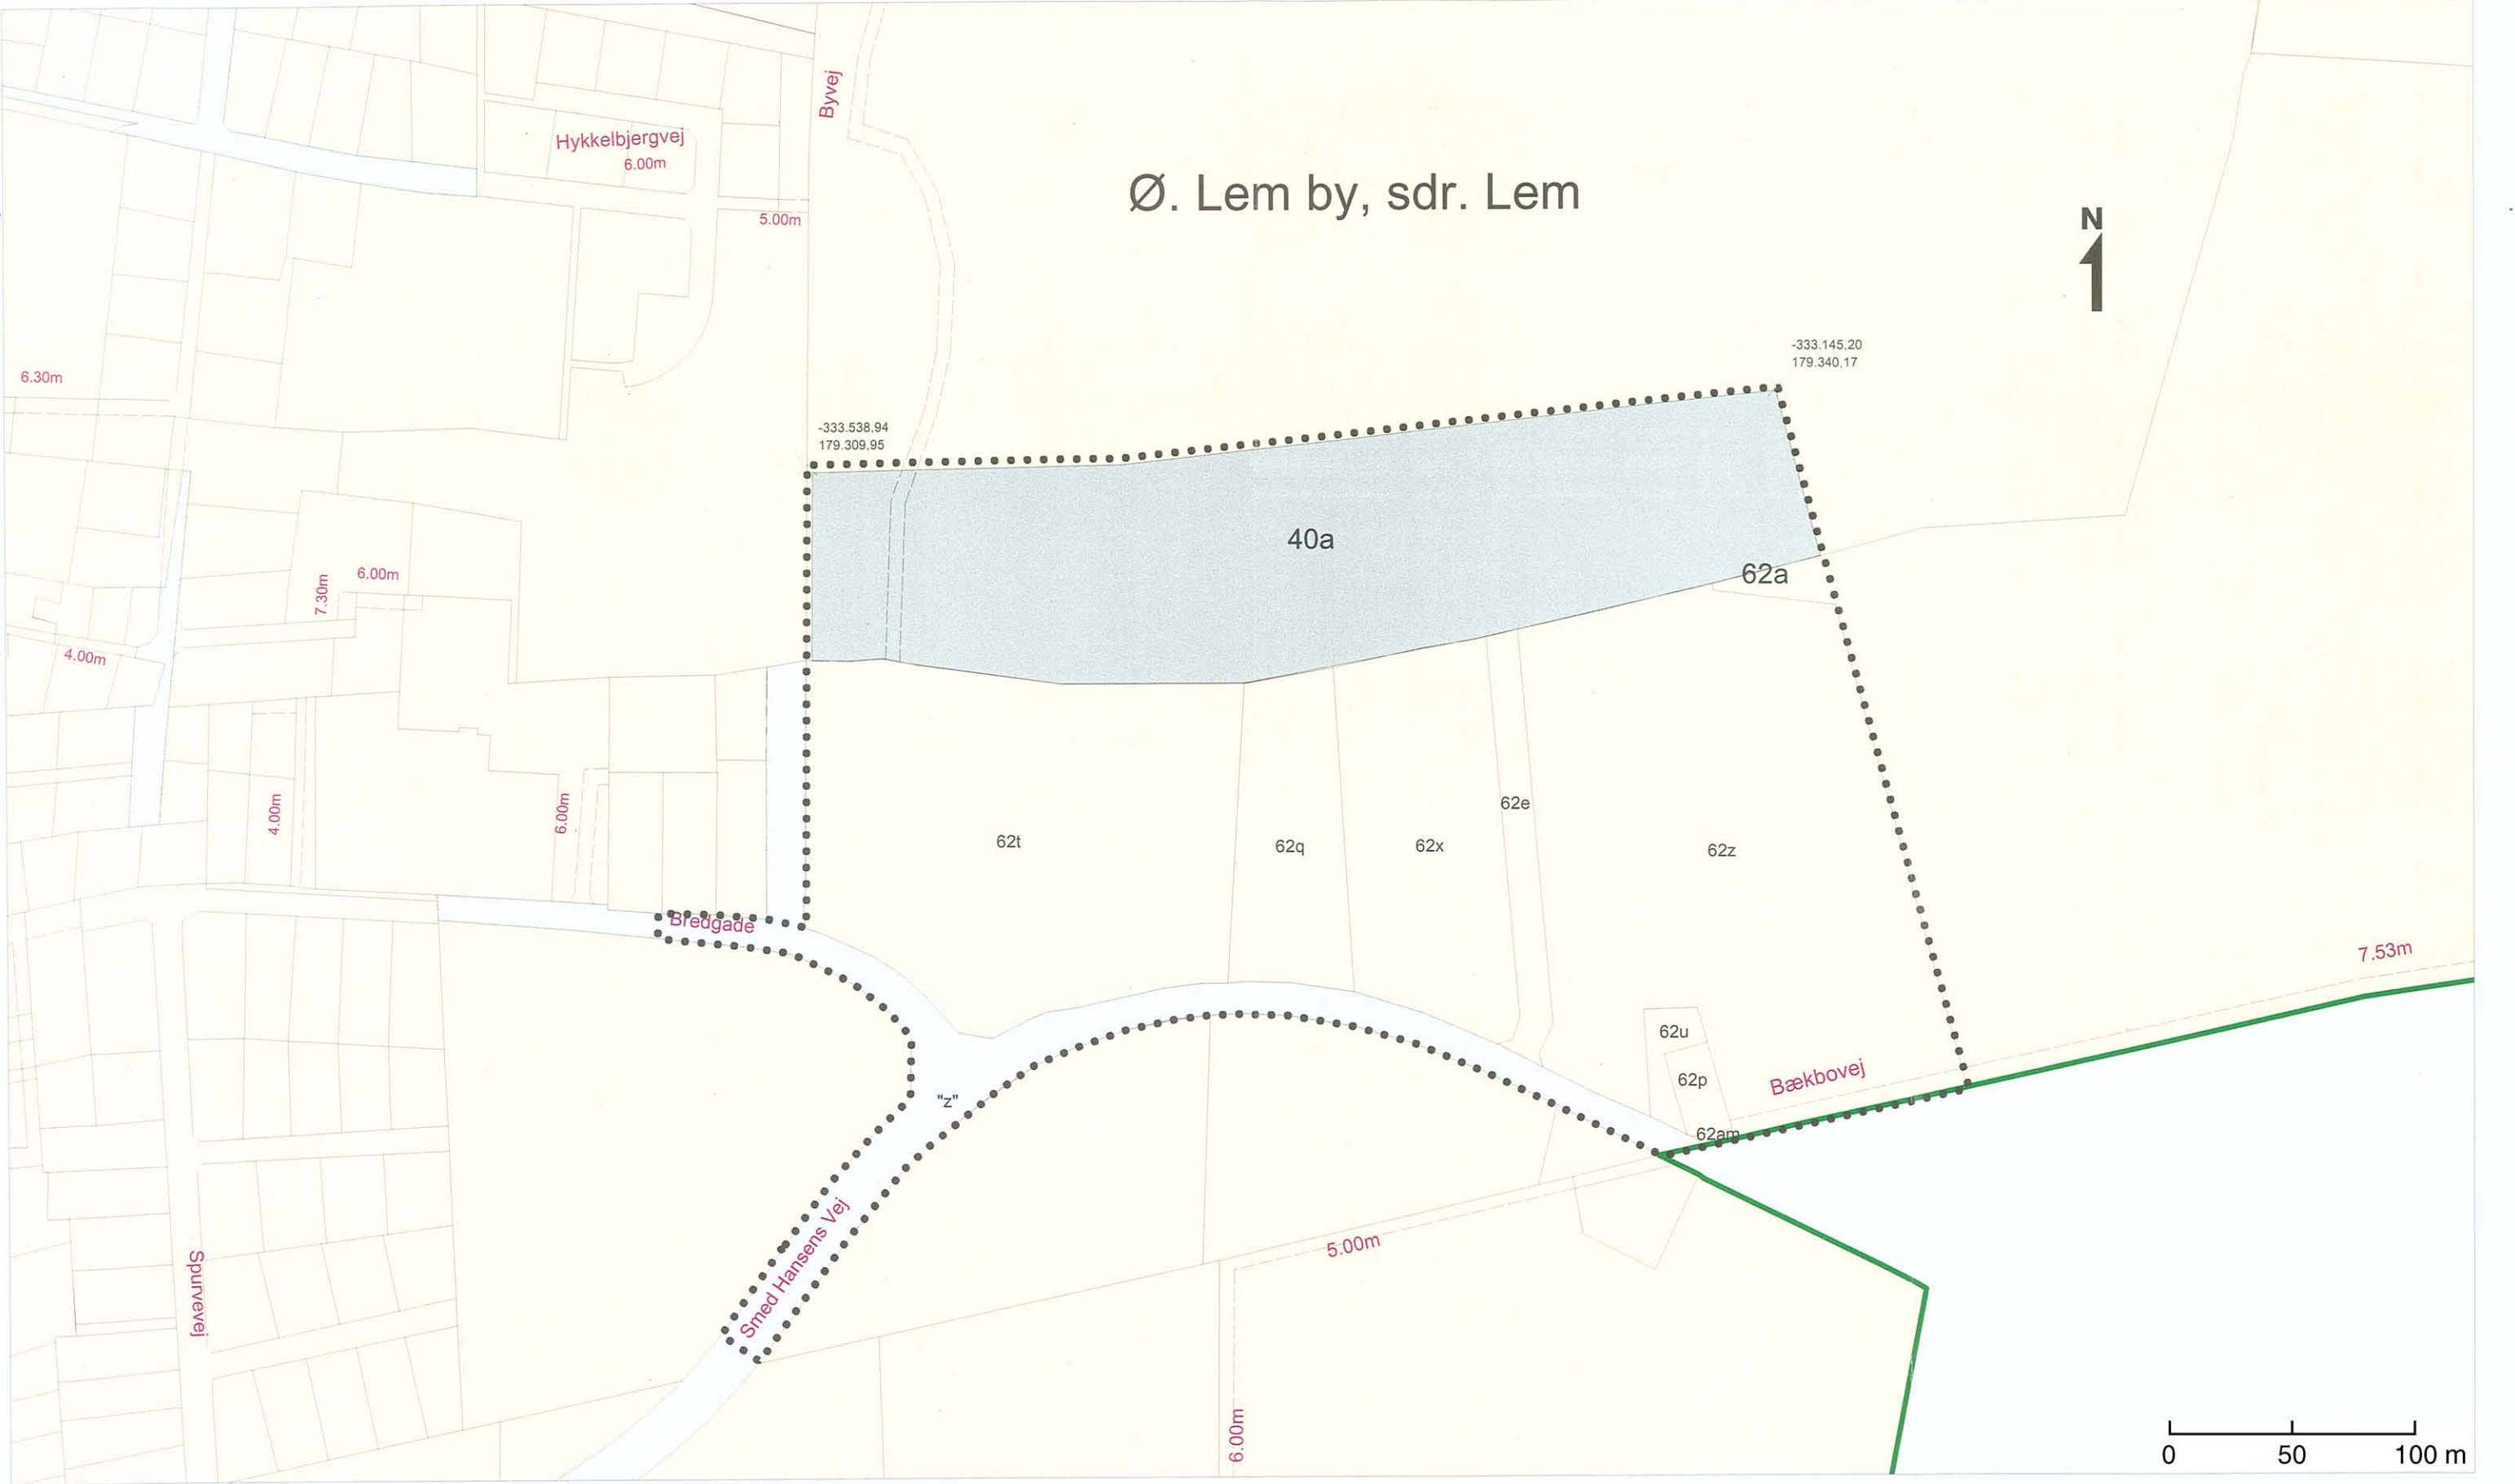 Byvej
Hykkelbjergvej
6.00m
5.00m
Ø. Lem by, sdr. Lem
N
-333.145,20
179.340,17
6.30m
-333.538,94
179.309,95
40a
62a
7.30m
6.00m
4.00m
4.00m
6.00m
62t
62q
62x
62e
62z
Bredgade
7.53m
62u
62p
Bækbovej
62am
"z"
Smed Hansens Vej
5.00m
Spurvevej
6.00m
0 50 100 m